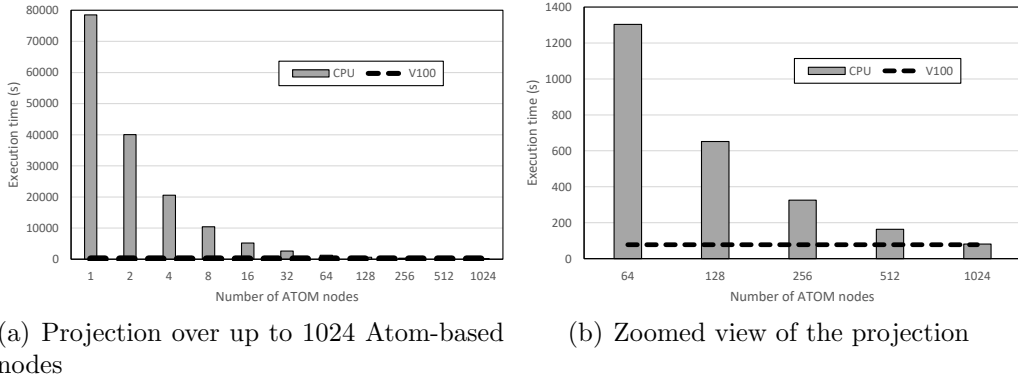 80000
70000
60000
50000
40000
30000
20000
10000
0
Execution time (s)
CPU V100
1 2 4 8 16 32 64 128 256 512 1024
Number of ATOM nodes
(a) Projection over up to 1024 Atom-based
nodes
1400
1200
1000
800
600
400
200
0
Execution time (s)
CPU V100
64 128 256 512 1024
Number of ATOM nodes
(b) Zoomed view of the projection